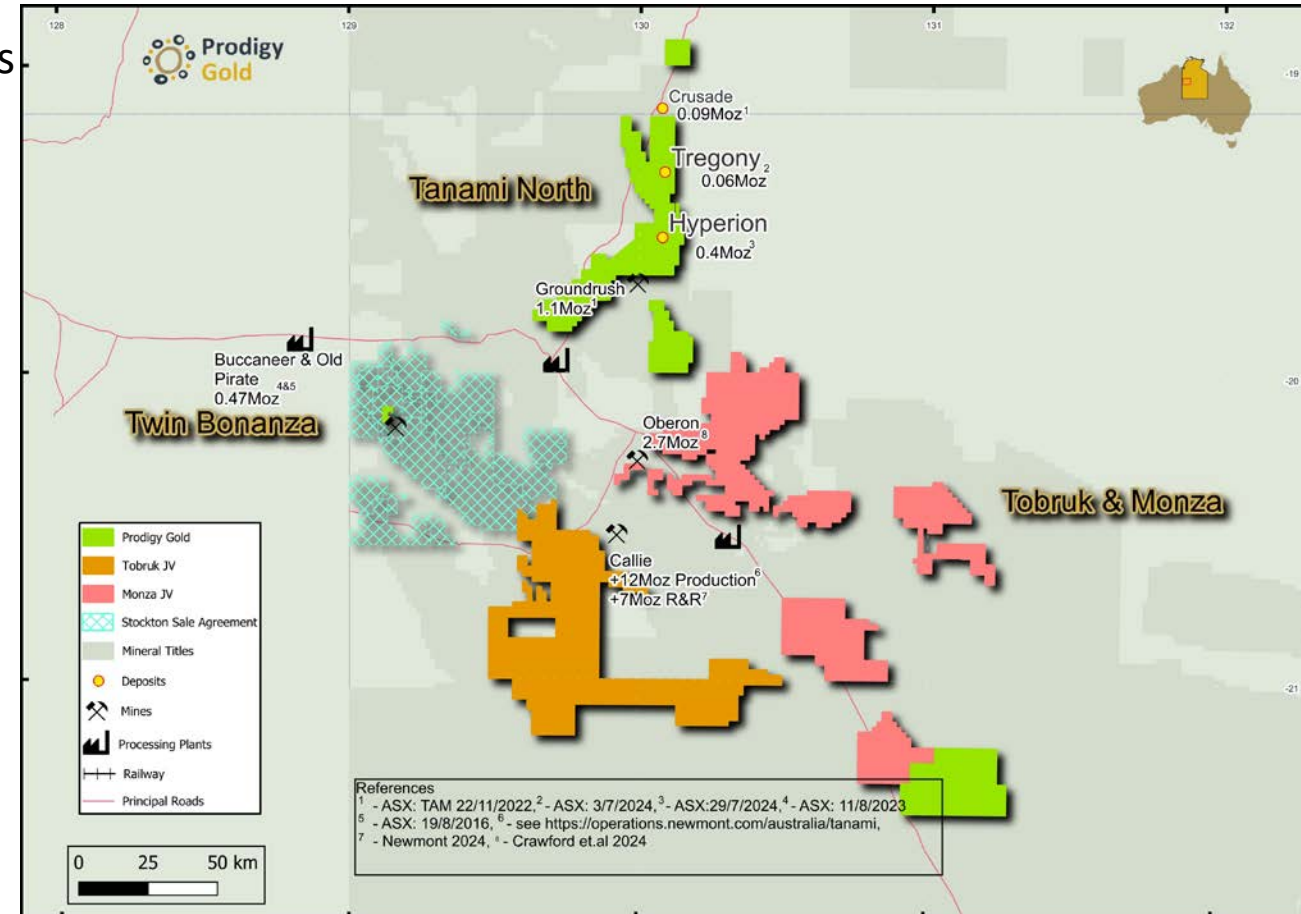 s
128
129
130
131
132
-19
-20
-21
Prodigy
Gold
Crusade
0.09Moz¹
Tregony
0.06Moz²
Tanami North
Hyperion
0.4Moz³
Groundrush
1.1Moz¹
Buccaneer & Old
Pirate
0.47Moz 4&5
Twin Bonanza
Oberon
2.7Moz⁸
Tobruk & Monza
Callie
+12Moz Production⁶
+7Moz R&R⁷
Prodigy Gold
Tobruk JV
Monza JV
Stockton Sale Agreement
Mineral Titles
Deposits
Mines
Processing Plants
Railway
Principal Roads
References
¹ - ASX: TAM 22/11/2022,² - ASX: 3/7/2024,³ - ASX:29/7/2024,⁴ - ASX: 11/8/2023
⁵ - ASX: 19/8/2016, ⁶ - see https://operations.newmont.com/australia/tanami,
⁷ - Newmont 2024, ⁸ - Crawford et.al 2024
0 25 50 km